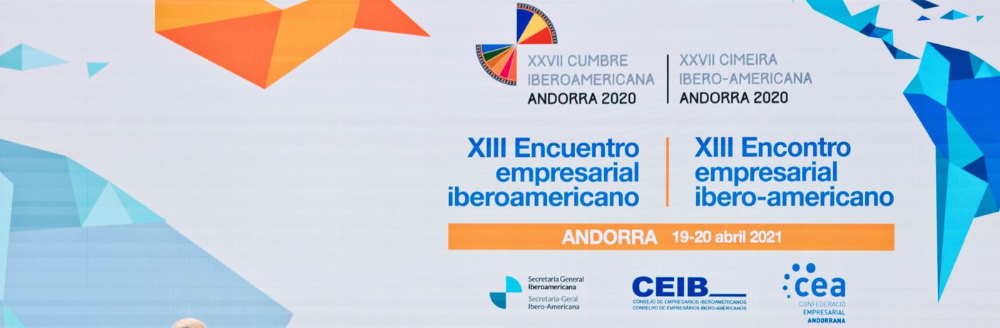 XXVII CUMBRE
IBEROAMERICANA
ANDORRA 2020
XXVII CIMEIRA
IBERO-AMERICANA
ANDORRA 2020
XIII Encuentro
empresarial
iberoamericano
XIII Encontro
empresarial
ibero-americano
ANDORRA 19-20 abril 2021
Secretaría General
Iberoamericana
Secretaria-Geral
Ibero-Americana
CEIB
CONSEJO DE EMPRESARIOS IBEROAMERICANOS
CONSELHO DE EMPRESÁRIOS IBERO-AMERICANOS
cea
CONFEDERACIÓ
EMPRESARIAL
ANDORRANA